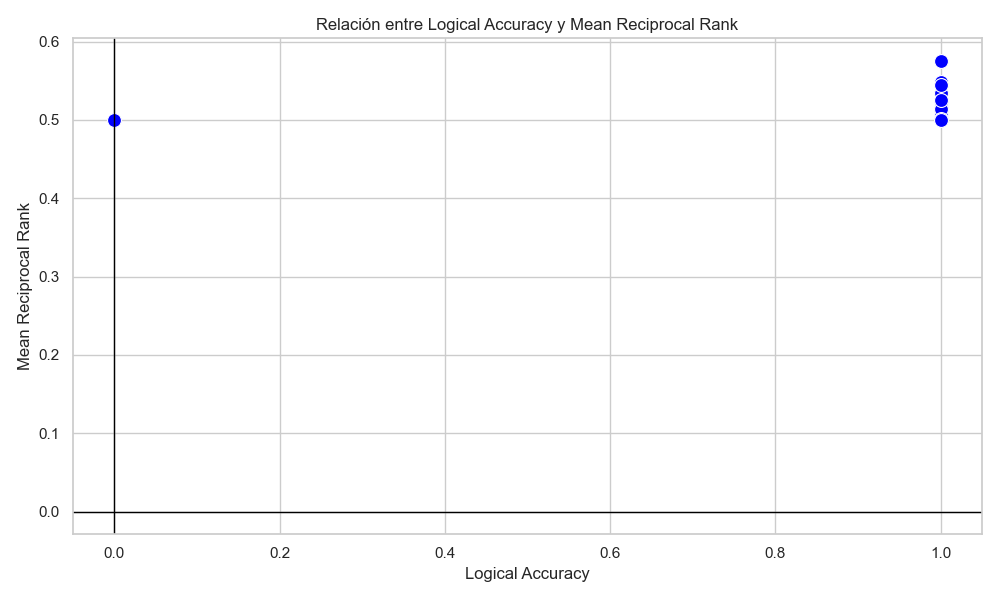 Relación entre Logical Accuracy y Mean Reciprocal Rank
0.6
0.5
0.4
0.3
0.2
0.1
0.0
Mean Reciprocal Rank
0.0 0.2 0.4 0.6 0.8 1.0
Logical Accuracy